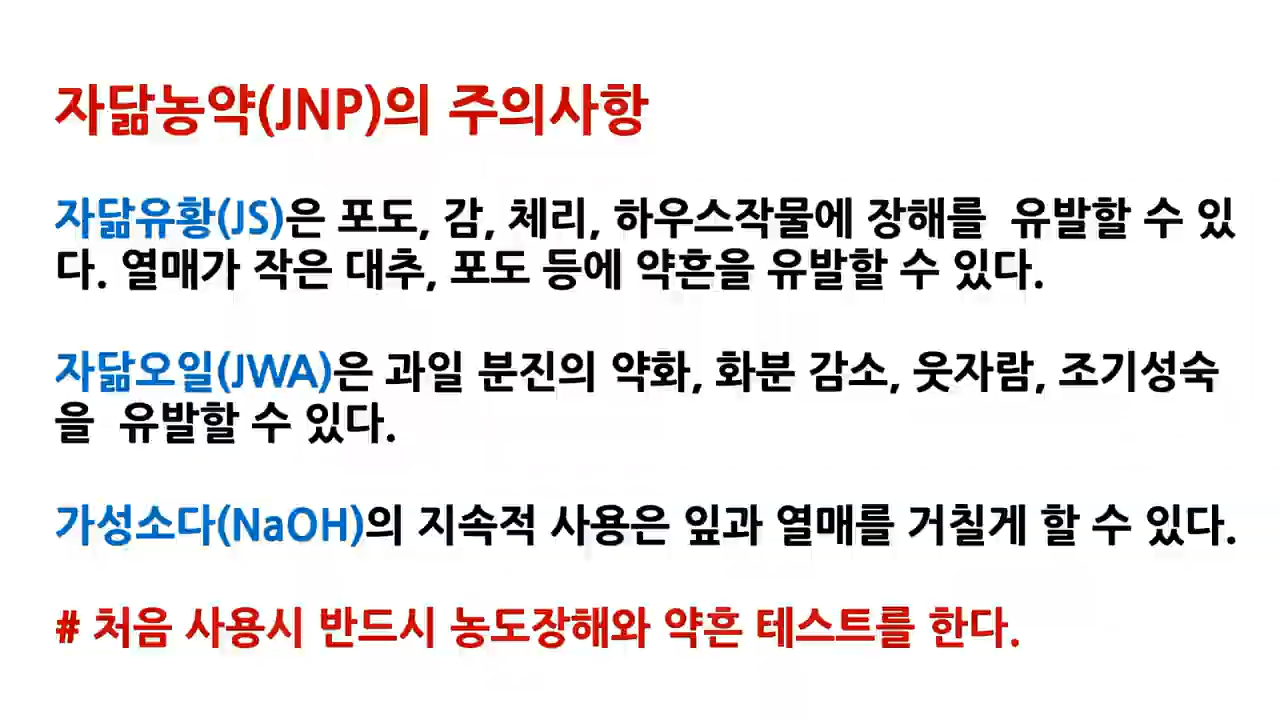 자닮농약(JNP)의 주의사항
자닮유황(JS)은 포도, 감, 체리, 하우스작물에 장해를 유발할 수 있
다. 열매가 작은 대추, 포도 등에 약흔을 유발할 수 있다.
자닮오일(JWA)은 과일 분진의 약화, 화분 감소, 웃자람, 조기성숙
을 유발할 수 있다.
가성소다(NaOH)의 지속적 사용은 잎과 열매를 거칠게 할 수 있다.
# 처음 사용시 반드시 농도장해와 약흔 테스트를 한다.